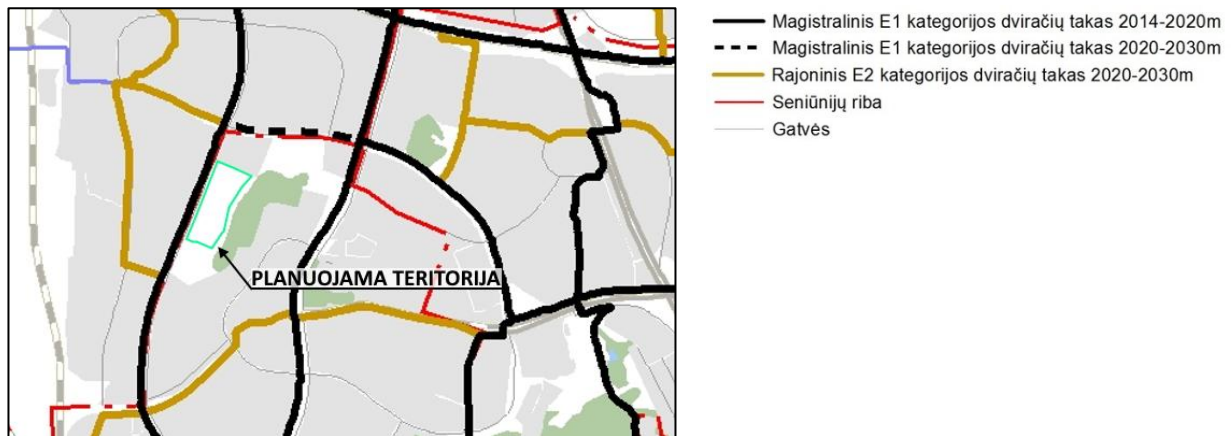 PLANUOJAMA TERITORIJA
Magistralinis E1 kategorijos dviračių takas 2014-2020m
Magistralinis E1 kategorijos dviračių takas 2020-2030m
Rajoninis E2 kategorijos dviračių takas 2020-2030m
Seniūnijų riba
Gatvės